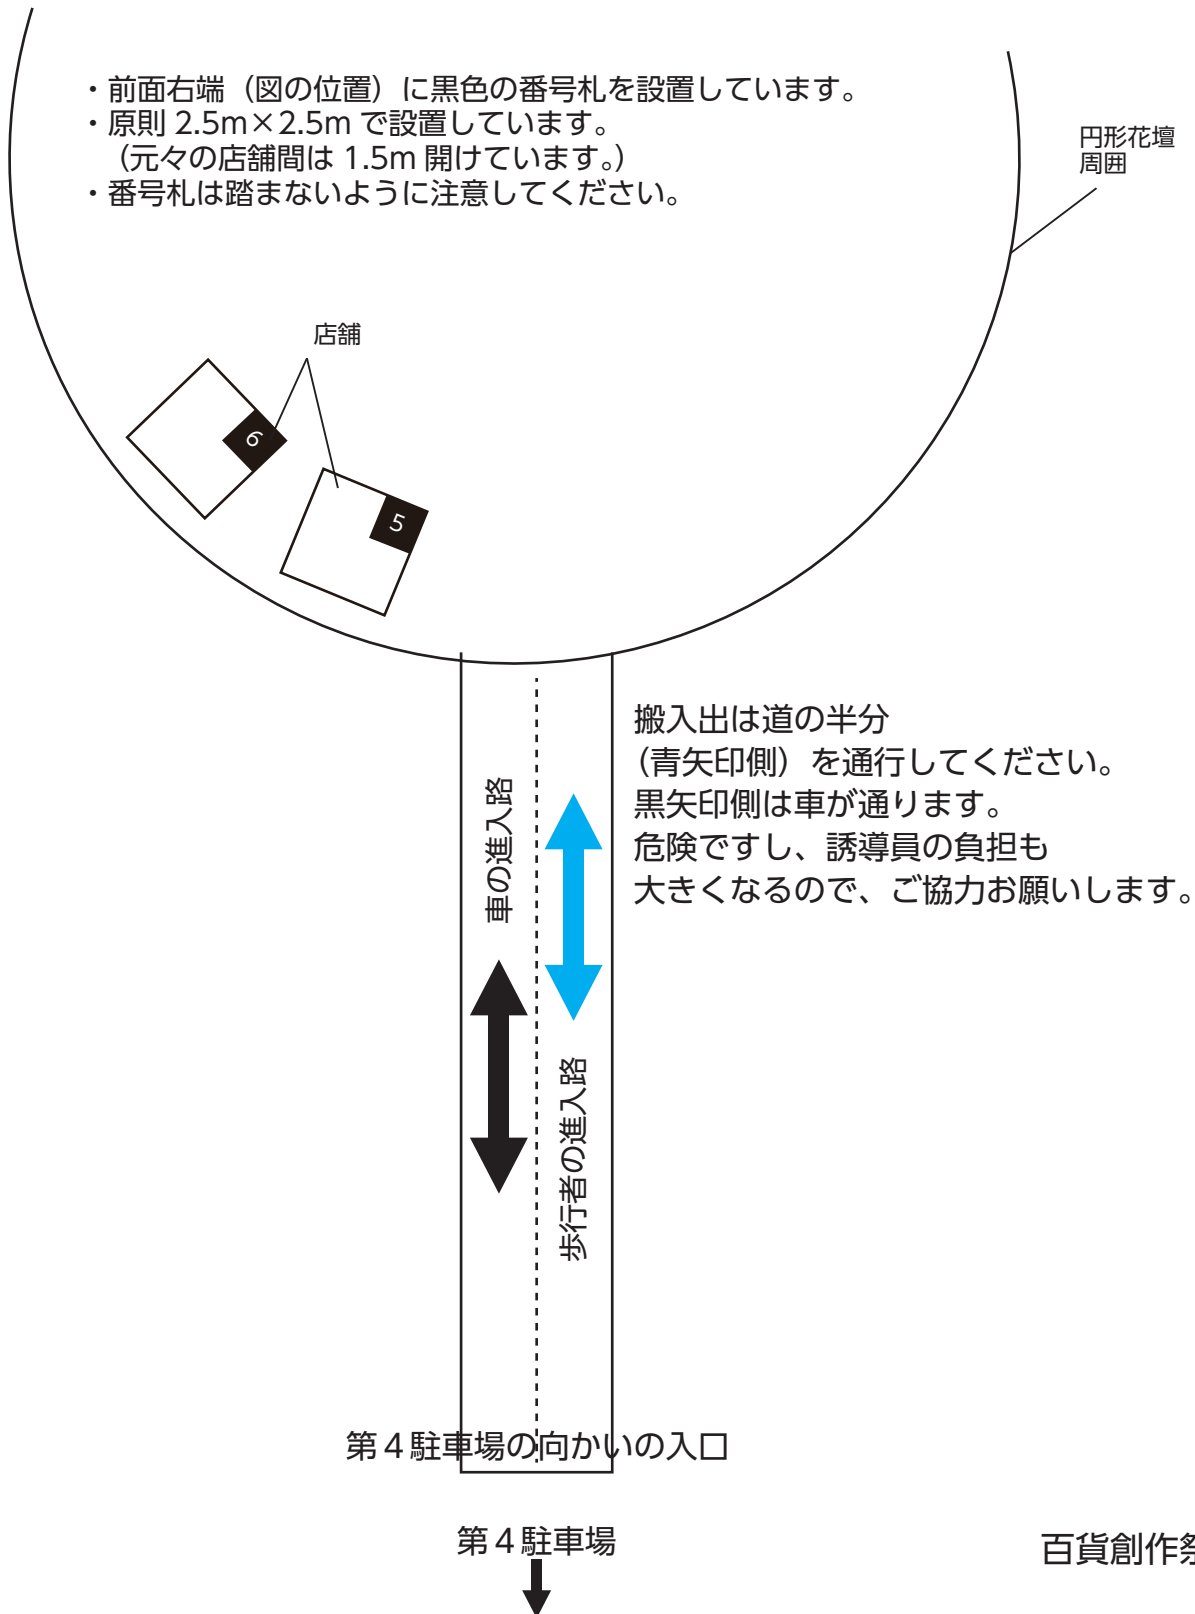 ・前面右端（図の位置）に黒色の番号札を設置しています。
・原則 2.5m×2.5m で設置しています。
（元々の店舗間は 1.5m 開けています。）
・番号札は踏まないように注意してください。
円形花壇
周囲
店舗
6
5
搬入出は道の半分
（青矢印側）を通行してください。
黒矢印側は車が通ります。
危険ですし、誘導員の負担も
大きくなるので、ご協力お願いします。
車の進入路
歩行者の進入路
第４駐車場の向かいの入口
第４駐車場
百貨創作祭